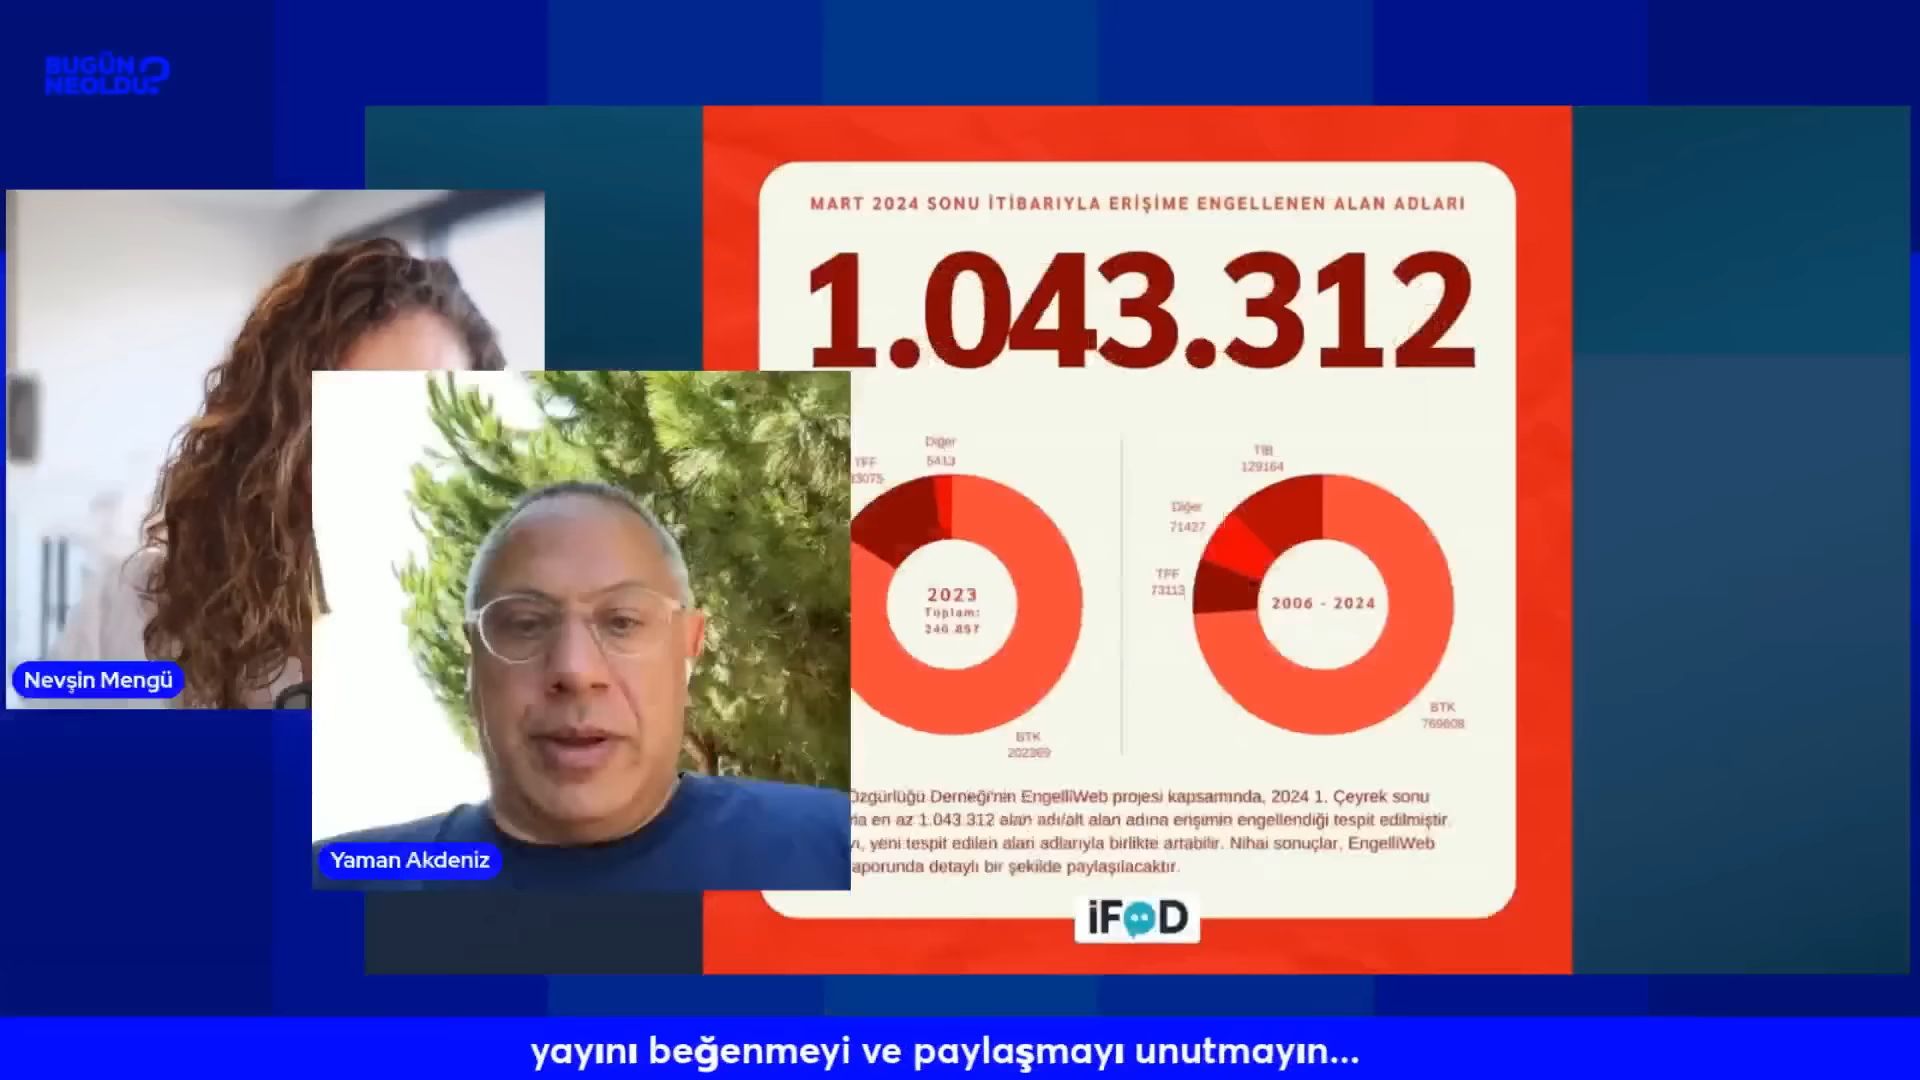 BUGÜN
NEOLDU?
MART 2024 SONU İTİBARIYLA ERİŞİME ENGELLENEN ALAN ADLARI
1.043.312
Diğer
5413
TFF
TİB
129164
Diğer
71427
TFF
73113
2023
Toplam:
2006 - 2024
BTK
769608
BTK
202369
Nevşin Mengü
Özgürlüğü Derneği'nin EngelliWeb projesi kapsamında, 2024 1. Çeyrek sonu
en az 1.043.312 alan adı/alt alan adına erişimin engellendiği tespit edilmiştir.
yeni tespit edilen alan adlarıyla birlikte artabilir. Nihai sonuçlar, EngelliWeb
detaylı bir şekilde paylaşılacaktır.
Yaman Akdeniz
iFOD
yayını beğenmeyi ve paylaşmayı unutmayın...